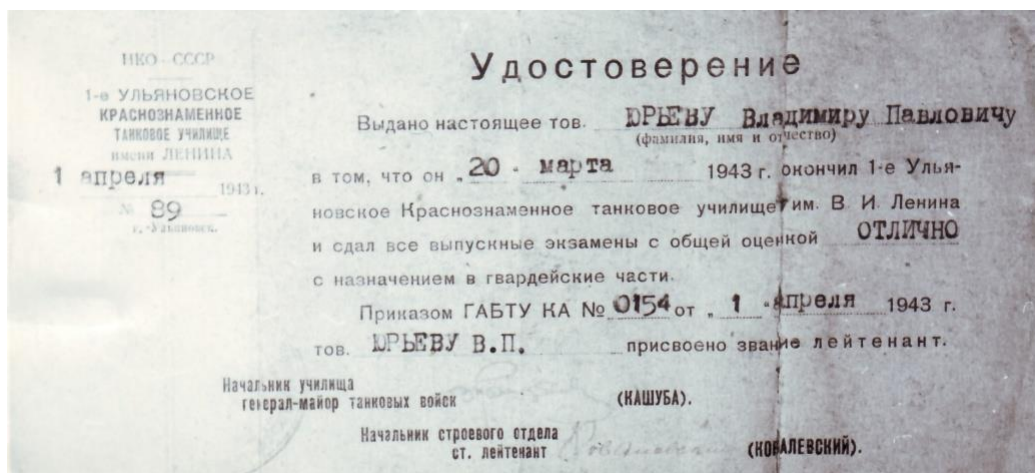 НКО - СССР
1-е УЛЬЯНОВСКОЕ
КРАСНОЗНАМЕННОЕ
ТАНКОВОЕ УЧИЛИЩЕ
имени ЛЕНИНА
1 апреля 1943 г.
№ 89
г. Ульяновск.
Удостоверение
Выдано настоящее тов. ЮРЬЕВУ Владимиру Павловичу
(фамилия, имя и отчество)
в том, что он „20 - марта 1943 г. окончил 1-е Улья-
новское Краснознаменное танковое училище им. В И Ленина
и сдал все выпускные экзамены с общей оценкой ОТЛИЧНО
с назначением в гвардейские части.
Приказом ГАБТУ КА № 0154 от „ 1 - апреля 1943 г.
тов. ЮРЬЕВУ В.П. присвоено звание лейтенант.
Начальник училища
генерал-майор танковых войск (КАШУБА).
Начальник строевого отдела
ст. лейтенант (КОВАЛЕВСКИЙ).